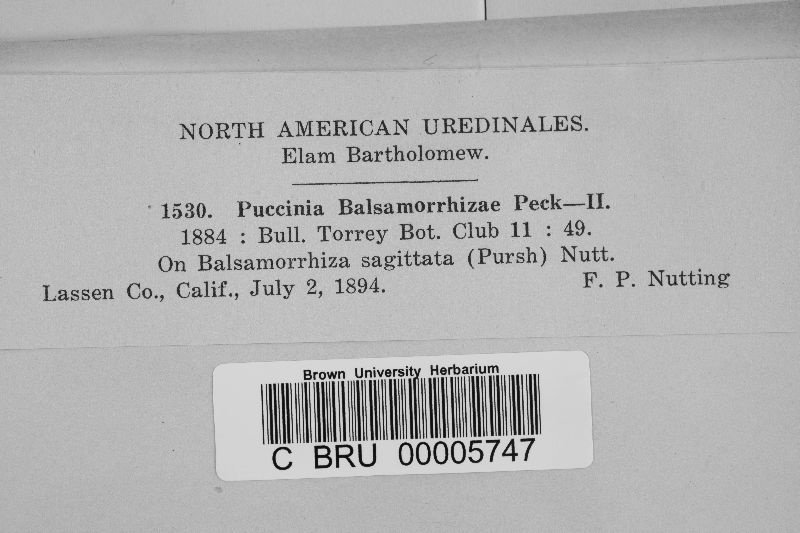 NORTH AMERICAN UREDINALES.
Elam Bartholomew.
1530. Puccinia Balsamorrhizae Peck—II.
1884 : Bull. Torrey Bot. Club 11 : 49.
On Balsamorrhiza sagittata (Pursh) Nutt.
Lassen Co., Calif., July 2, 1894. F. P. Nutting
Brown University Herbarium
C BRU 00005747